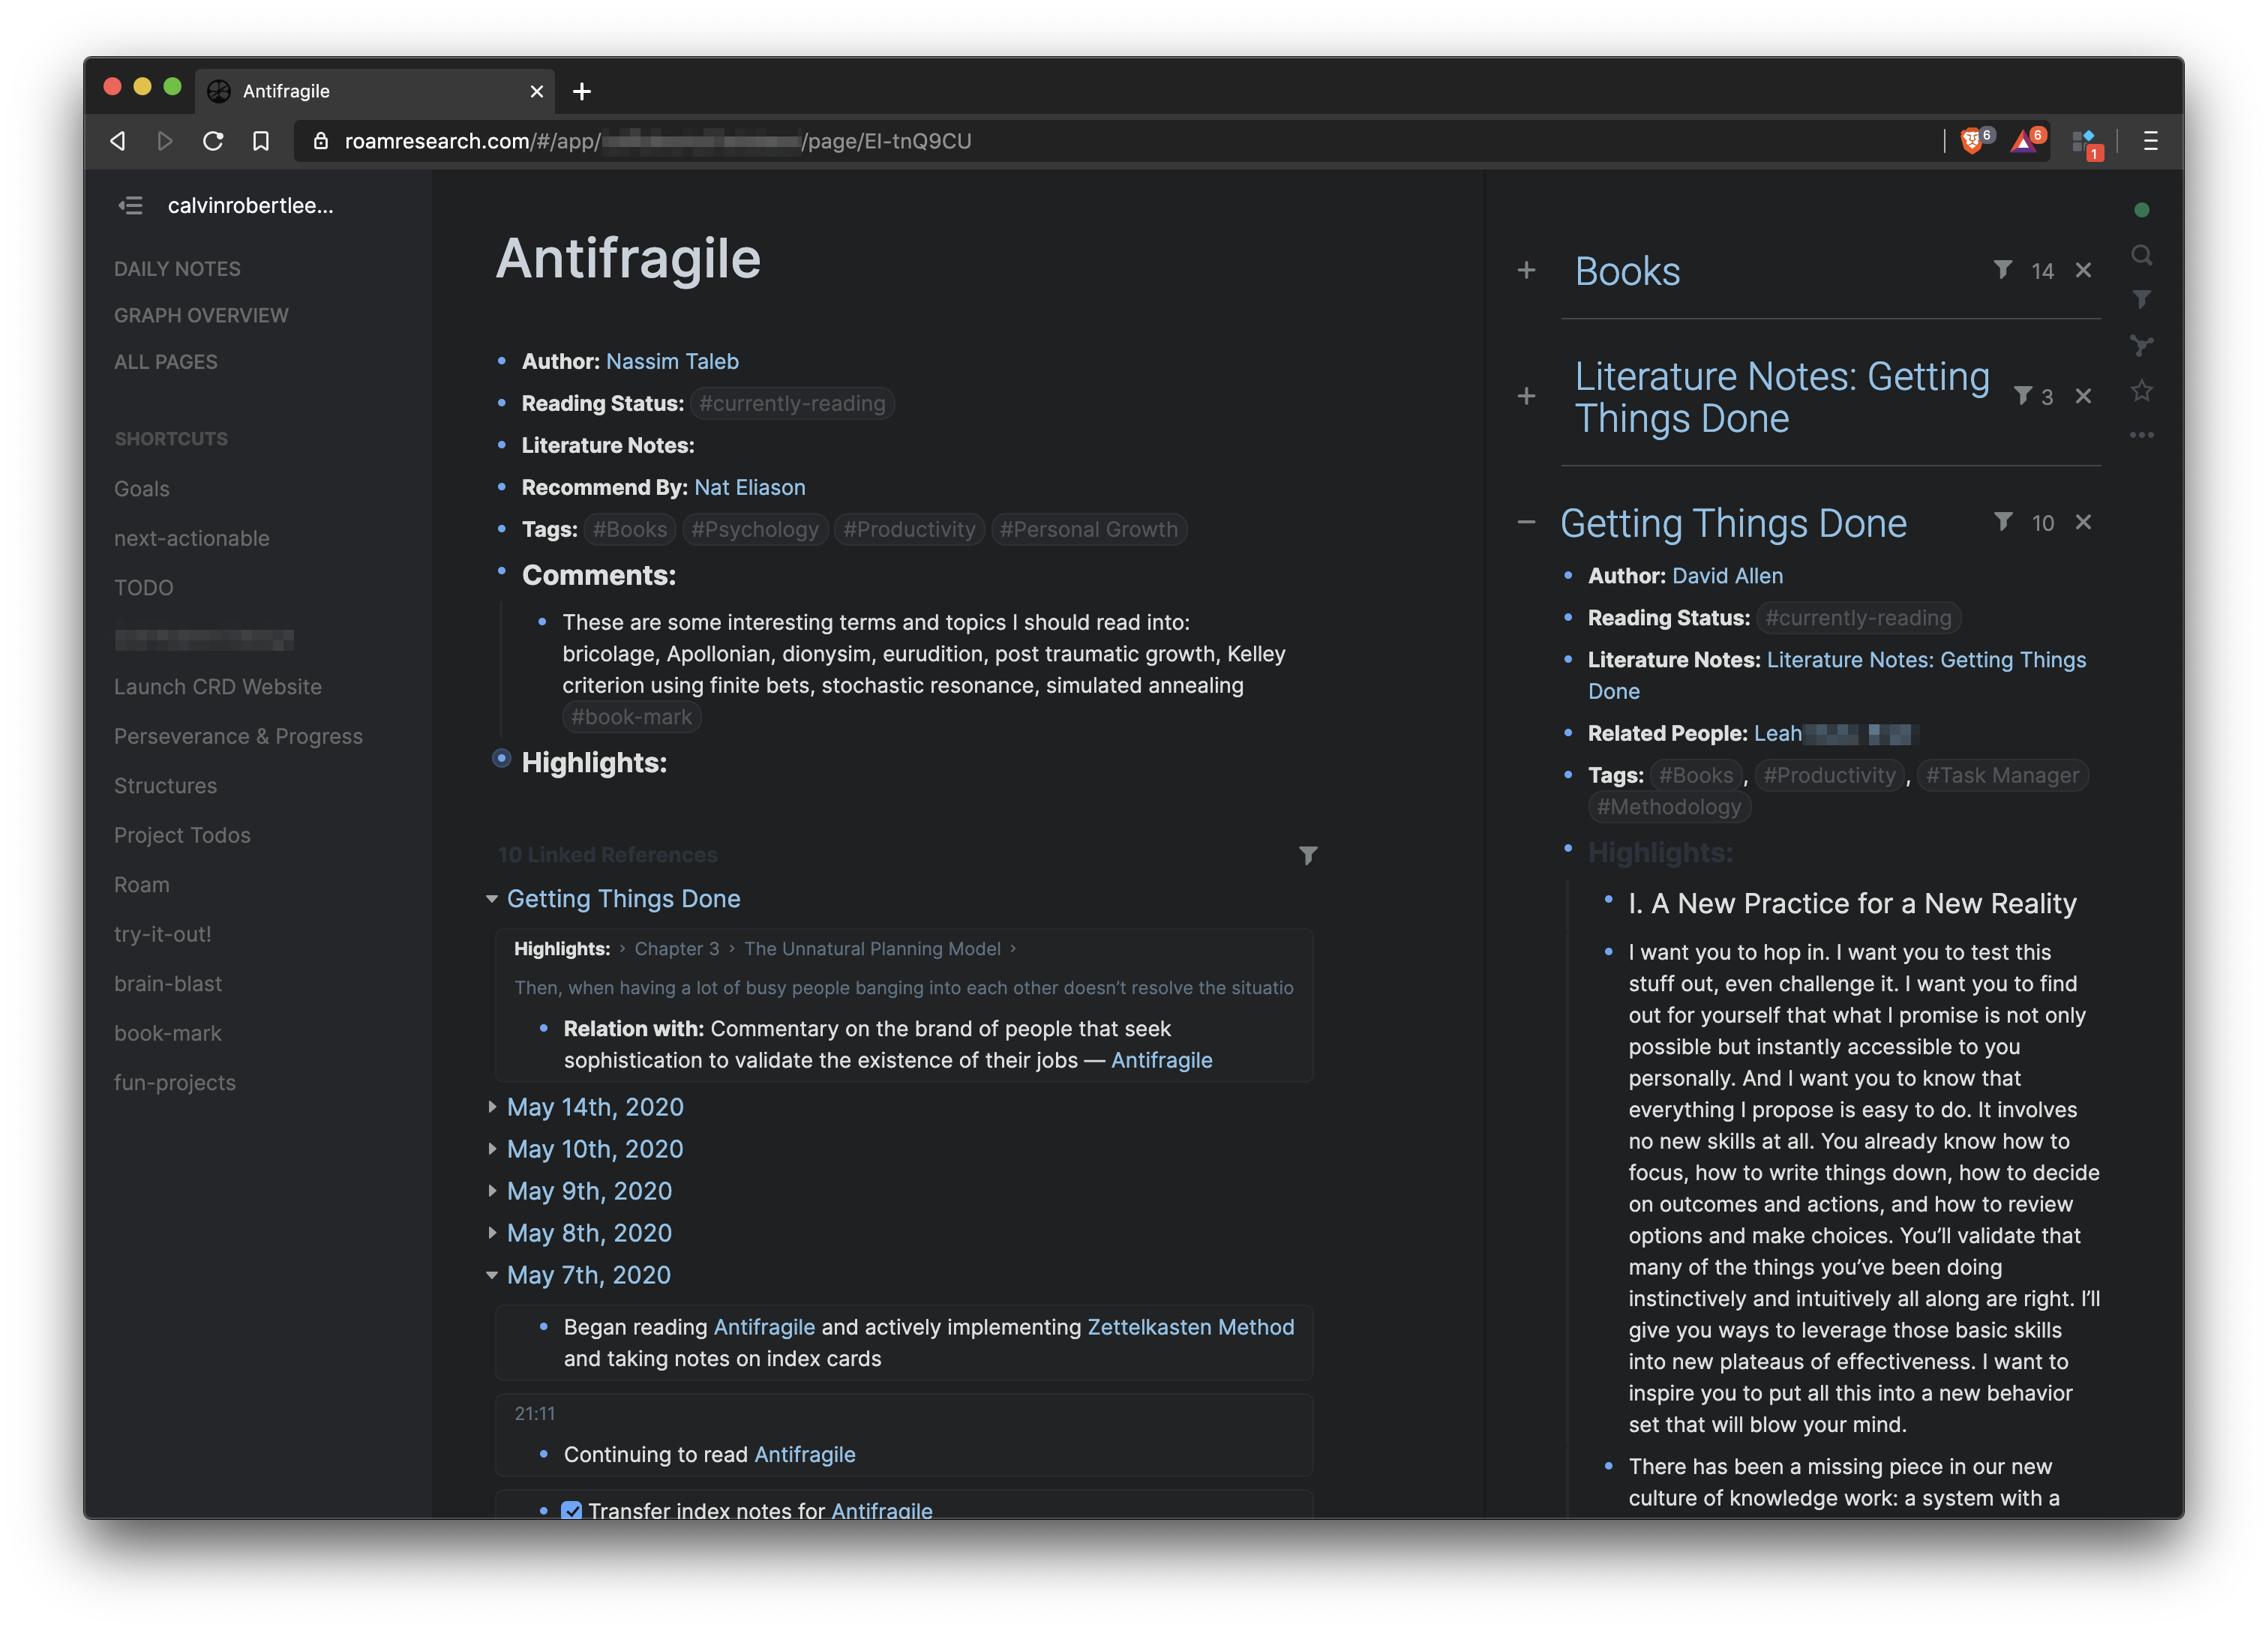 Antifragile
roamresearch.com/#/app/ /page/EI-tnQ9CU
6
6
1
calvinrobertlee...
DAILY NOTES
GRAPH OVERVIEW
ALL PAGES
SHORTCUTS
Goals
next-actionable
TODO
Launch CRD Website
Perseverance & Progress
Structures
Project Todos
Roam
try-it-out!
brain-blast
book-mark
fun-projects
Antifragile
Author: Nassim Taleb
Reading Status: #currently-reading
Literature Notes:
Recommend By: Nat Eliason
Tags: #Books #Psychology #Productivity #Personal Growth
Comments:
These are some interesting terms and topics I should read into:
bricolage, Apollonian, dionysim, eurudition, post traumatic growth, Kelley
criterion using finite bets, stochastic resonance, simulated annealing
#book-mark
Highlights:
10 Linked References
Getting Things Done
Highlights: › Chapter 3 › The Unnatural Planning Model ›
Then, when having a lot of busy people banging into each other doesn’t resolve the situatio
Relation with: Commentary on the brand of people that seek
sophistication to validate the existence of their jobs — Antifragile
May 14th, 2020
May 10th, 2020
May 9th, 2020
May 8th, 2020
May 7th, 2020
Began reading Antifragile and actively implementing Zettelkasten Method
and taking notes on index cards
21:11
Continuing to read Antifragile
Transfer index notes for Antifragile
Books
14
Literature Notes: Getting
Things Done
3
Getting Things Done
10
Author: David Allen
Reading Status: #currently-reading
Literature Notes: Literature Notes: Getting Things
Done
Related People: Leah
Tags: #Books , #Productivity , #Task Manager
#Methodology
Highlights:
I. A New Practice for a New Reality
I want you to hop in. I want you to test this
stuff out, even challenge it. I want you to find
out for yourself that what I promise is not only
possible but instantly accessible to you
personally. And I want you to know that
everything I propose is easy to do. It involves
no new skills at all. You already know how to
focus, how to write things down, how to decide
on outcomes and actions, and how to review
options and make choices. You’ll validate that
many of the things you’ve been doing
instinctively and intuitively all along are right. I’ll
give you ways to leverage those basic skills
into new plateaus of effectiveness. I want to
inspire you to put all this into a new behavior
set that will blow your mind.
There has been a missing piece in our new
culture of knowledge work: a system with a